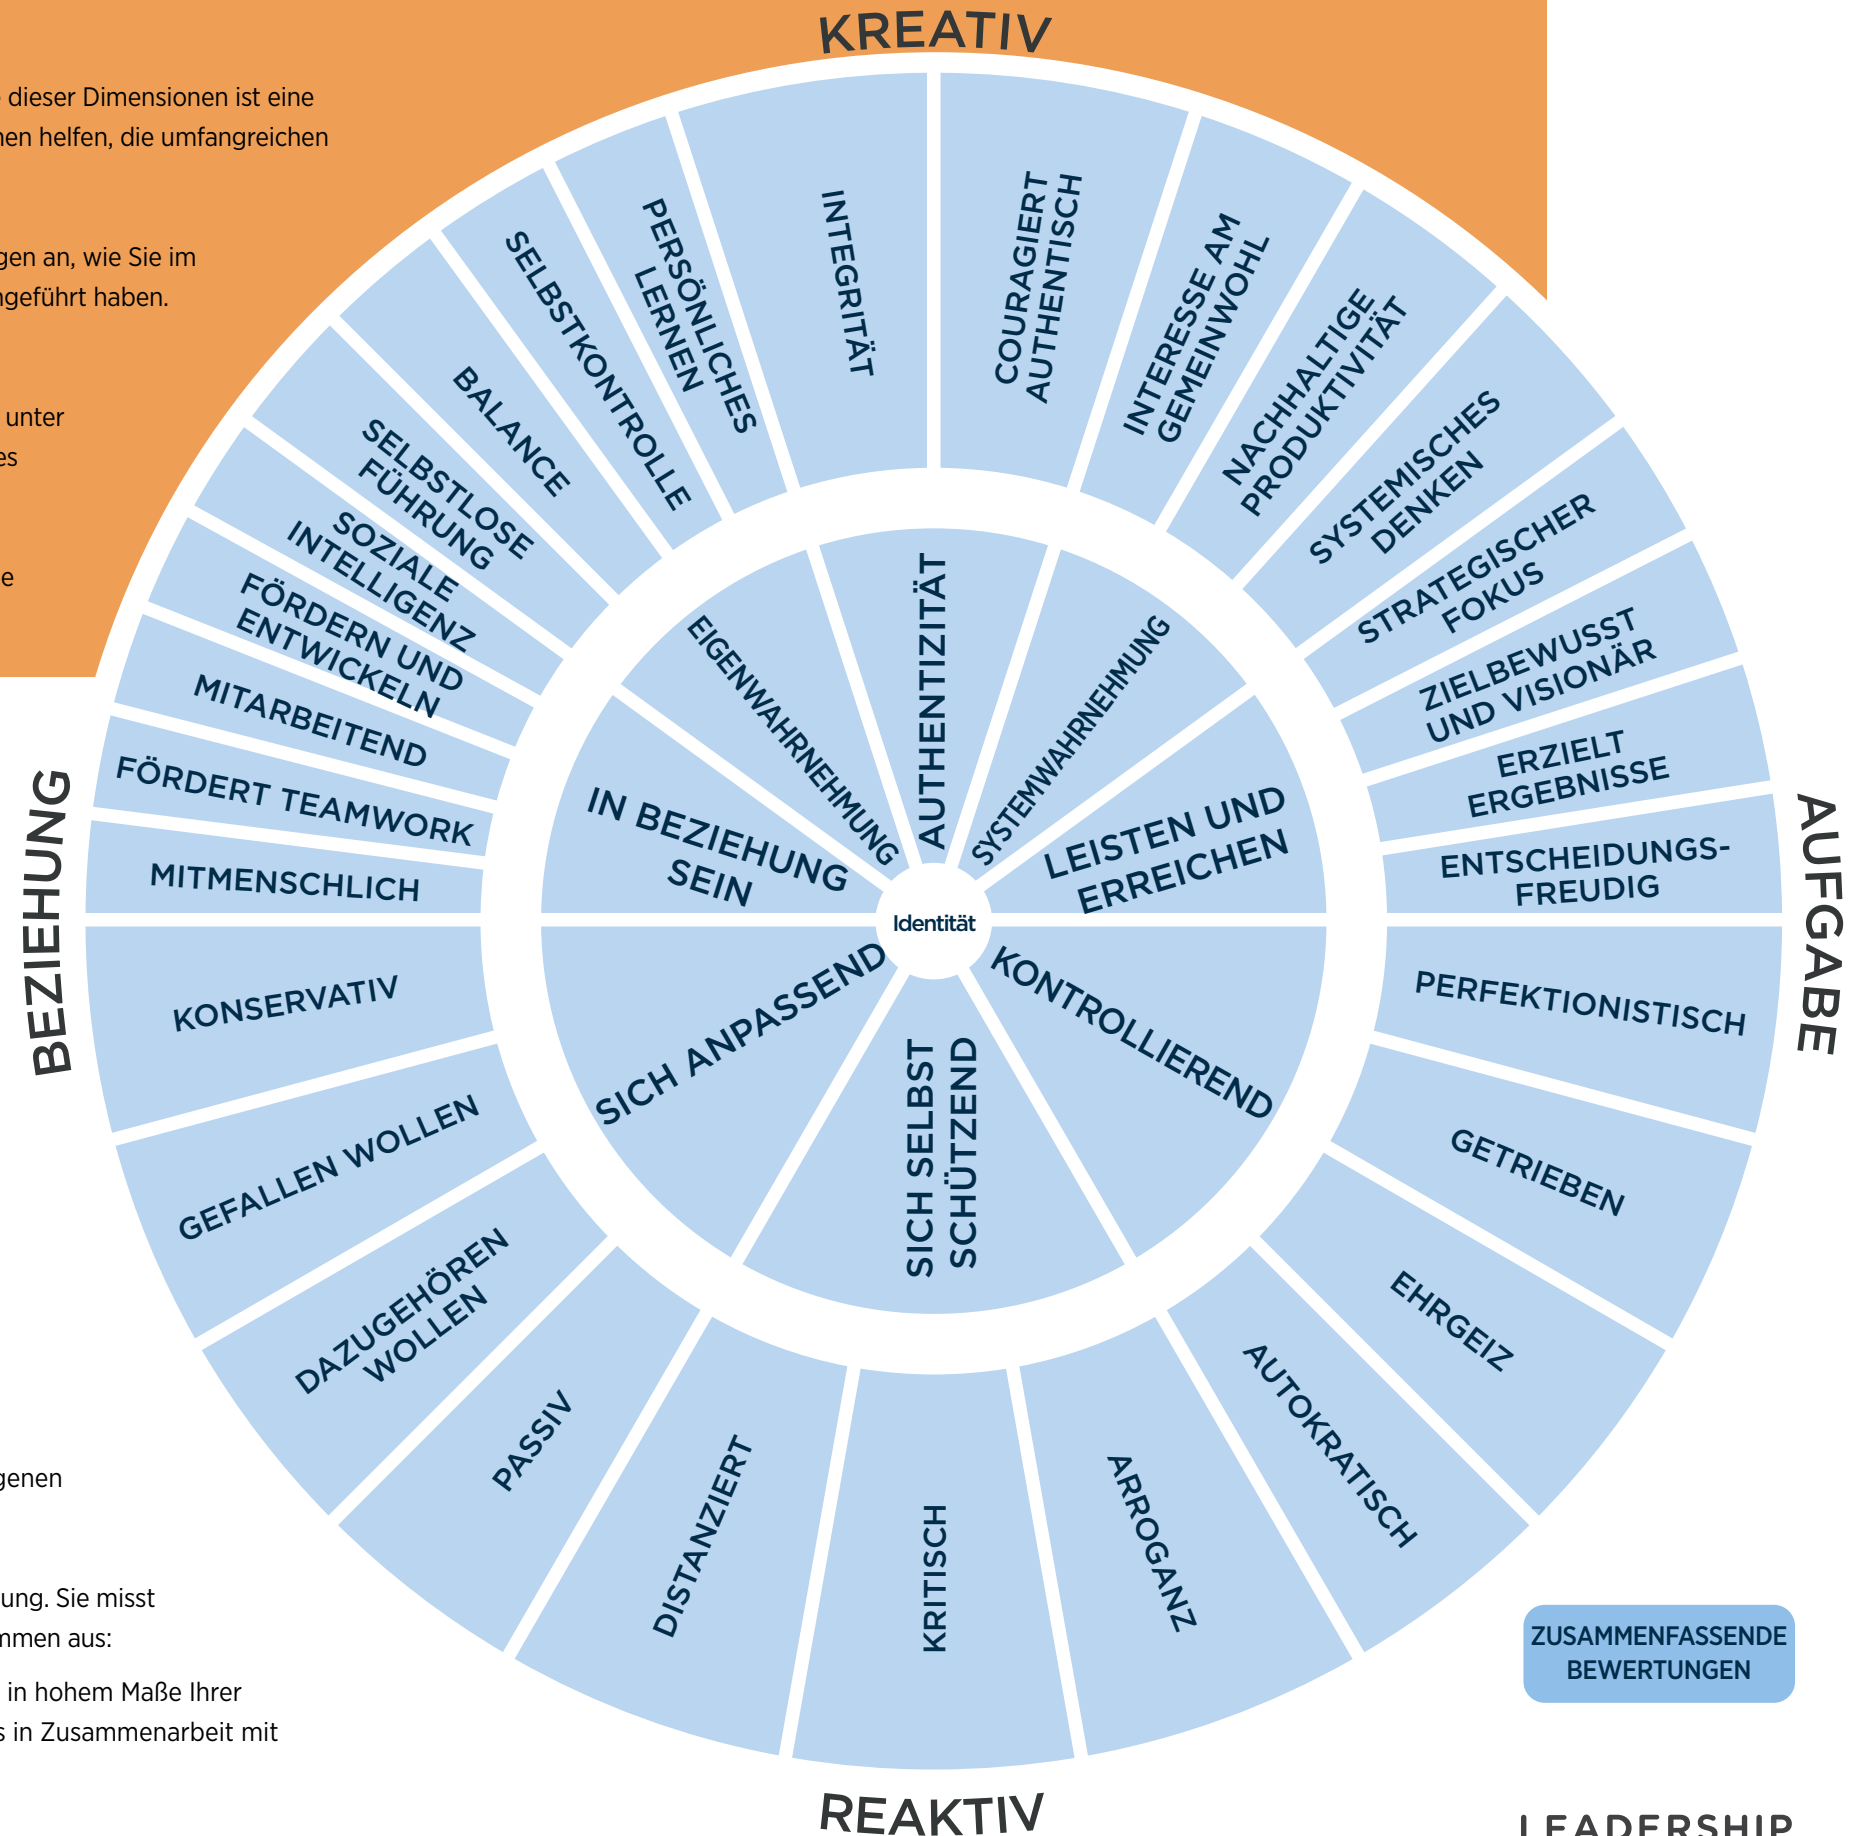 KREATIV
dieser Dimensionen ist eine
helfen, die umfangreichen
an, wie Sie im
haben.
unter
BEZIEHUNG
AUFGABE
MITMENSCHLICH
FÖRDERT TEAMWORK
MITARBEITEND
FÖRDERN UND
ENTWICKELN
SOZIALE
INTELLIGENZ
SELBSTLOSE
FÜHRUNG
BALANCE
SELBSTKONTROLLE
PERSÖNLICHES
LERNEN
INTEGRITÄT
COURAGIERT
AUTHENTISCH
INTERESSE AM
GEMEINWOHL
NACHHALTIGE
PRODUKTIVITÄT
SYSTEMISCHES
DENKEN
STRATEGISCHER
FOKUS
ZIELBEWUSST
UND VISIONÄR
ERZIELT
ERGEBNISSE
ENTSCHEIDUNGS-
FREUDIG
IN BEZIEHUNG
SEIN
EIGENWAHRNEHMUNG
AUTHENTIZITÄT
SYSTEMWAHRNEHMUNG
LEISTEN UND
ERREICHEN
Identität
SICH ANPASSEND
SICH SELBST
SCHÜTZEND
KONTROLLIEREND
KONSERVATIV
GEFALLEN WOLLEN
DAZUGEHÖREN
WOLLEN
PASSIV
DISTANZIERT
KRITISCH
ARROGANZ
AUTOKRATISCH
EHRGEIZ
GETRIEBEN
PERFEKTIONISTISCH
genen
ung. Sie misst
mmen aus:
in hohem Maße Ihrer
in Zusammenarbeit mit
ZUSAMMENFASSENDE
BEWERTUNGEN
REAKTIV
LEADERSHIP